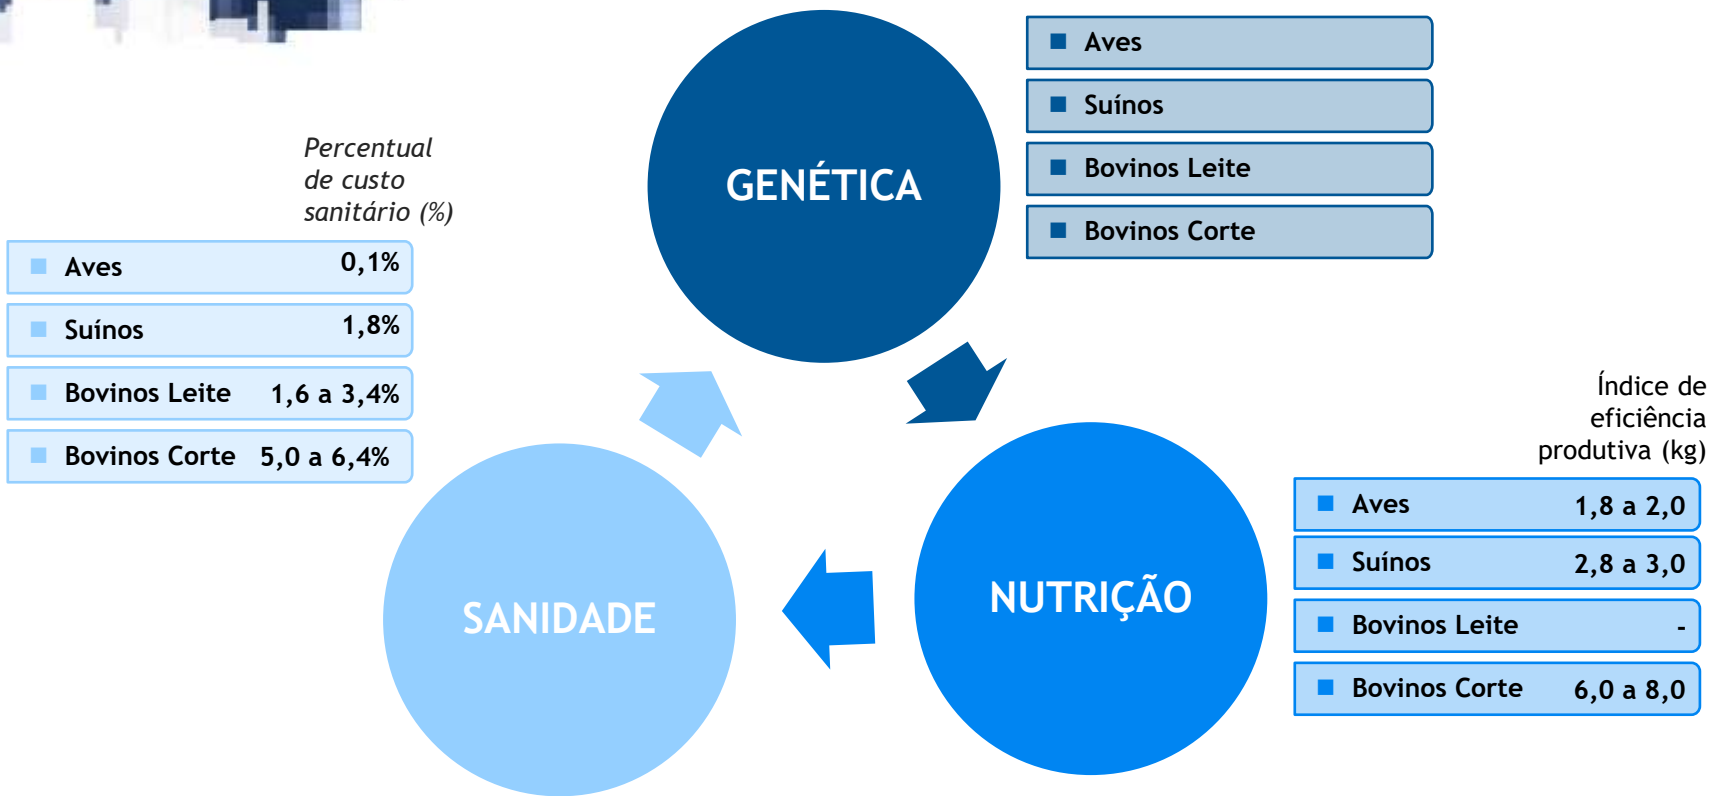 GENÉTICA
Aves
Suínos
Bovinos Leite
Bovinos Corte
Percentual
de custo
sanitário (%)
Aves 0,1%
Suínos 1,8%
Bovinos Leite 1,6 a 3,4%
Bovinos Corte 5,0 a 6,4%
SANIDADE
NUTRIÇÃO
Índice de
eficiência
produtiva (kg)
Aves 1,8 a 2,0
Suínos 2,8 a 3,0
Bovinos Leite -
Bovinos Corte 6,0 a 8,0